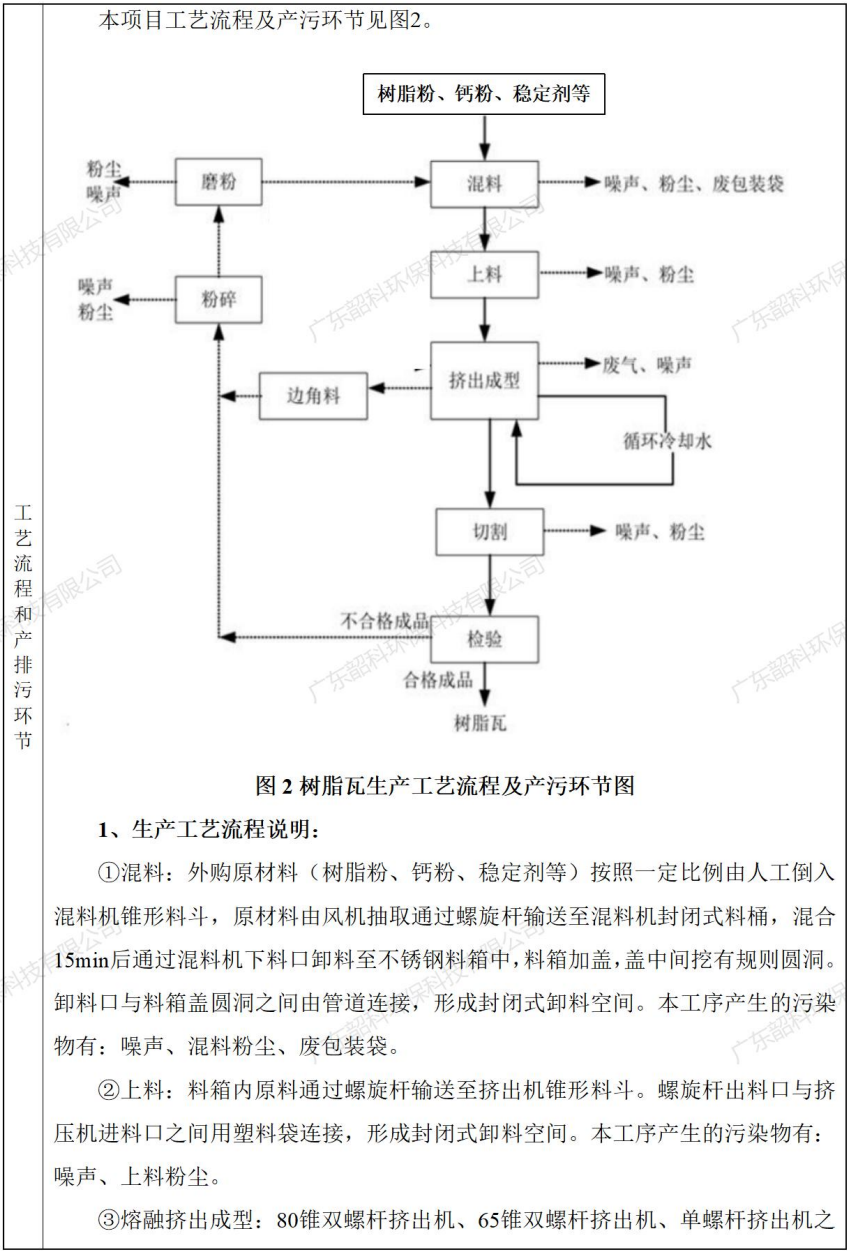 本项目工艺流程及产污环节见图2。
树脂粉、钙粉、稳定剂等
粉尘
噪声
磨粉
混料
噪声、粉尘、废包装袋
噪声
粉尘
粉碎
上料
噪声、粉尘
边角料
挤出成型
废气、噪声
循环冷却水
切割
噪声、粉尘
不合格成品
检验
合格成品
树脂瓦
工艺流程和产排污环节
图 2 树脂瓦生产工艺流程及产污环节图
1、生产工艺流程说明：
①混料：外购原材料（树脂粉、钙粉、稳定剂等）按照一定比例由人工倒入
混料机锥形料斗，原材料由风机抽取通过螺旋杆输送至混料机封闭式料桶，混合
15min后通过混料机下料口卸料至不锈钢料箱中，料箱加盖，盖中间挖有规则圆洞。
卸料口与料箱盖圆洞之间由管道连接，形成封闭式卸料空间。本工序产生的污染
物有：噪声、混料粉尘、废包装袋。
②上料：料箱内原料通过螺旋杆输送至挤出机锥形料斗。螺旋杆出料口与挤
压机进料口之间用塑料袋连接，形成封闭式卸料空间。本工序产生的污染物有：
噪声、上料粉尘。
③熔融挤出成型：80锥双螺杆挤出机、65锥双螺杆挤出机、单螺杆挤出机之
广东韶科环保科技有限公司